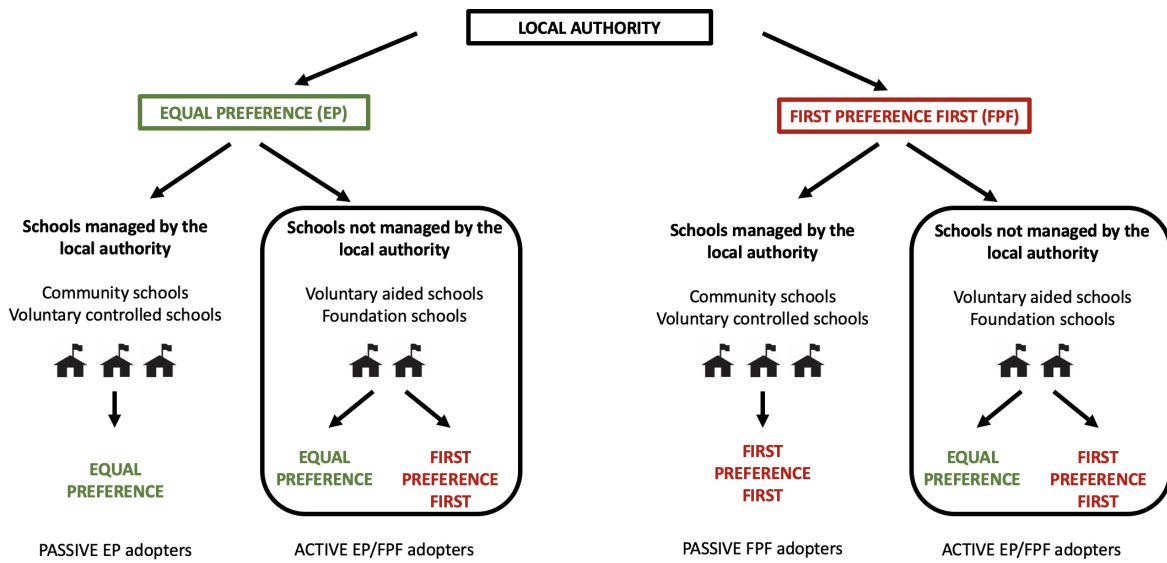 LOCAL AUTHORITY
EQUAL PREFERENCE (EP)
FIRST PREFERENCE FIRST (FPF)
Schools managed by the
local authority
Community schools
Voluntary controlled schools
EQUAL
PREFERENCE
PASSIVE EP adopters
Schools not managed by the
local authority
Voluntary aided schools
Foundation schools
EQUAL
PREFERENCE
FIRST
PREFERENCE
FIRST
ACTIVE EP/FPF adopters
Schools managed by the
local authority
Community schools
Voluntary controlled schools
FIRST
PREFERENCE
FIRST
PASSIVE FPF adopters
Schools not managed by the
local authority
Voluntary aided schools
Foundation schools
EQUAL
PREFERENCE
FIRST
PREFERENCE
FIRST
ACTIVE EP/FPF adopters